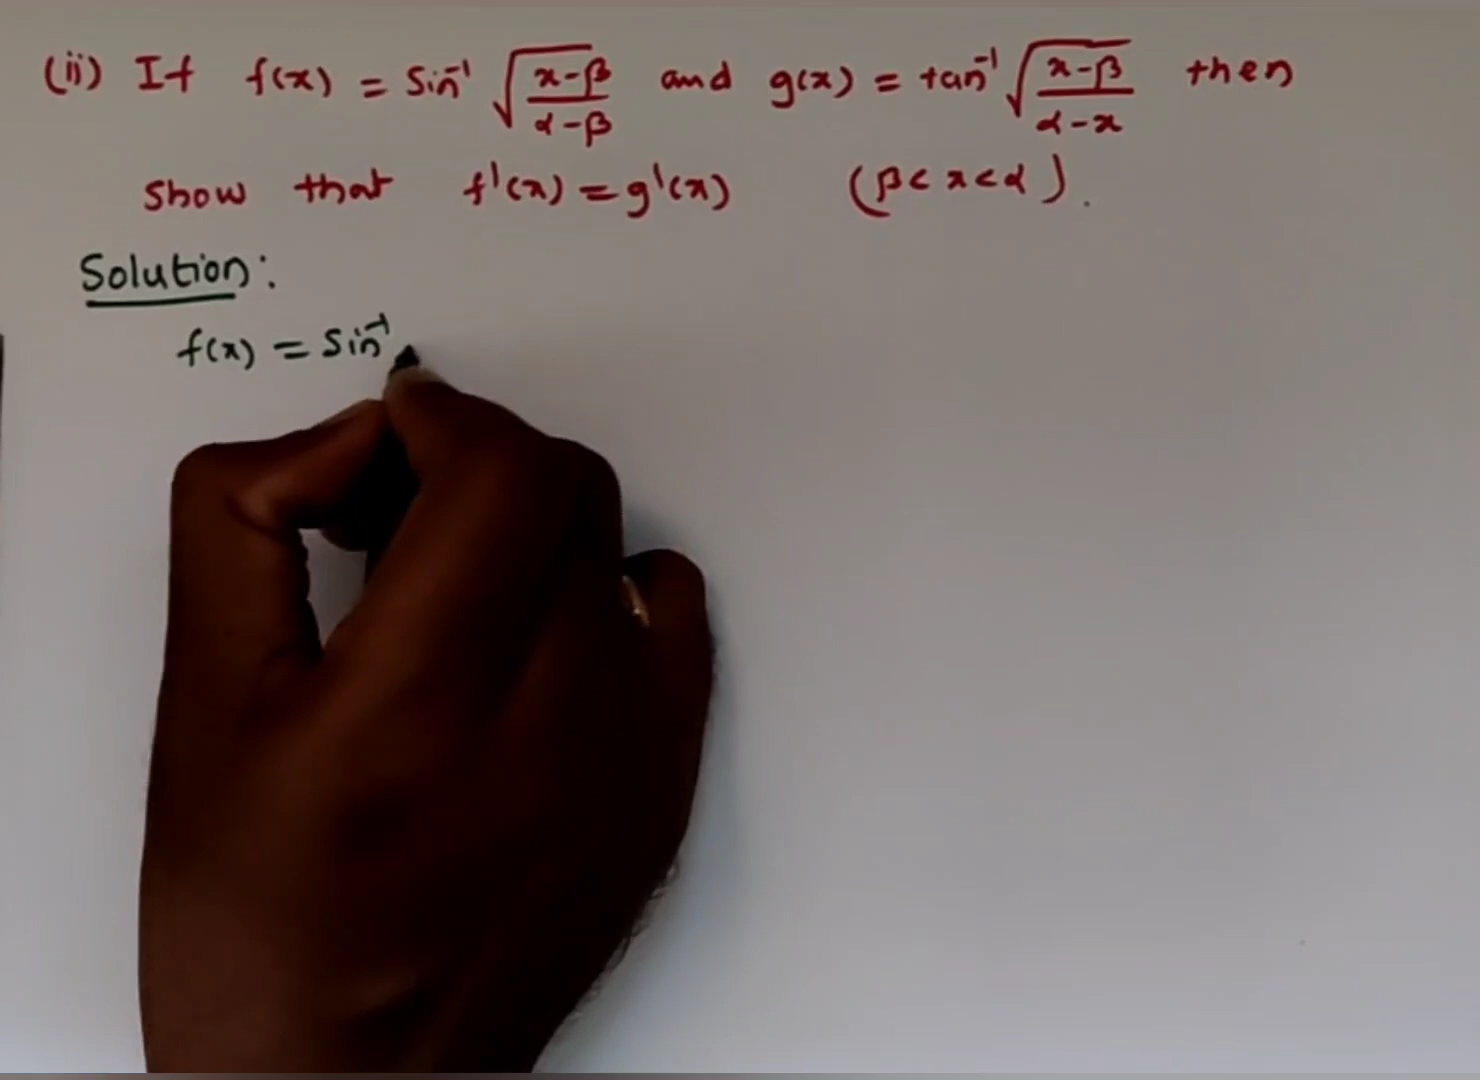 (ii) If f(x) = Sin⁻¹ √((x-β)/(α-β)) and g(x) = tan⁻¹ √((x-β)/(α-x)) then
Show that f'(x) = g'(x) (β< x<α).
Solution:
f(x) = Sin⁻¹